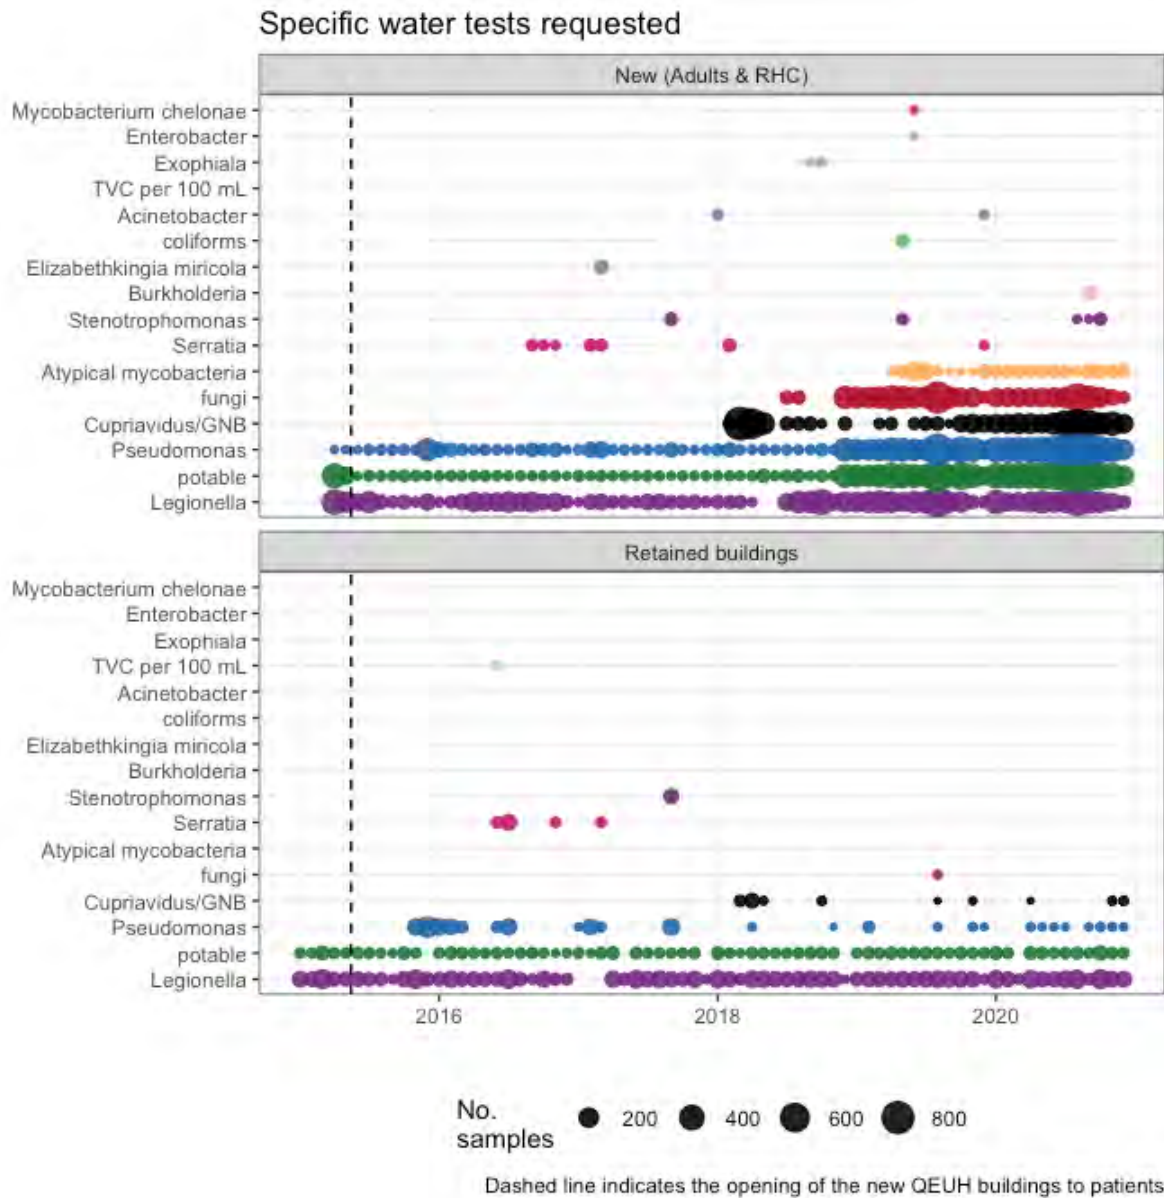 Specific water tests requested
New (Adults & RHC)
Mycobacterium chelonae
Enterobacter
Exophiala
TVC per 100 mL
Acinetobacter
coliforms
Elizabethkingia miricola
Burkholderia
Stenotrophomonas
Serratia
Atypical mycobacteria
fungi
Cupriavidus/GNB
Pseudomonas
potable
Legionella
Retained buildings
Mycobacterium chelonae
Enterobacter
Exophiala
TVC per 100 mL
Acinetobacter
coliforms
Elizabethkingia miricola
Burkholderia
Stenotrophomonas
Serratia
Atypical mycobacteria
fungi
Cupriavidus/GNB
Pseudomonas
potable
Legionella
2016 2018 2020
No.
samples
200 400 600 800
Dashed line indicates the opening of the new QEUH buildings to patients